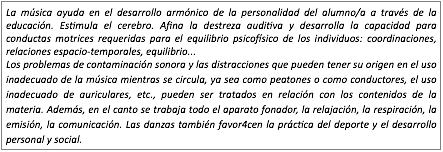 La música ayuda en el desarrollo armónico de la personalidad del alumno/a a través de la
educación. Estimula el cerebro. Afina la destreza auditiva y desarrolla la capacidad para
conductas motrices requeridas para el equilibrio psicofísico de los individuos: coordinaciones,
relaciones espacio-temporales, equilibrio...
Los problemas de contaminación sonora y las distracciones que pueden tener su origen en el uso
inadecuado de la música mientras se circula, ya sea como peatones o como conductores, el uso
inadecuado de auriculares, etc., pueden ser tratados en relación con los contenidos de la
materia. Además, en el canto se trabaja todo el aparato fonador, la relajación, la respiración, la
emisión, la comunicación. Las danzas también favor4cen la práctica del deporte y el desarrollo
personal y social.